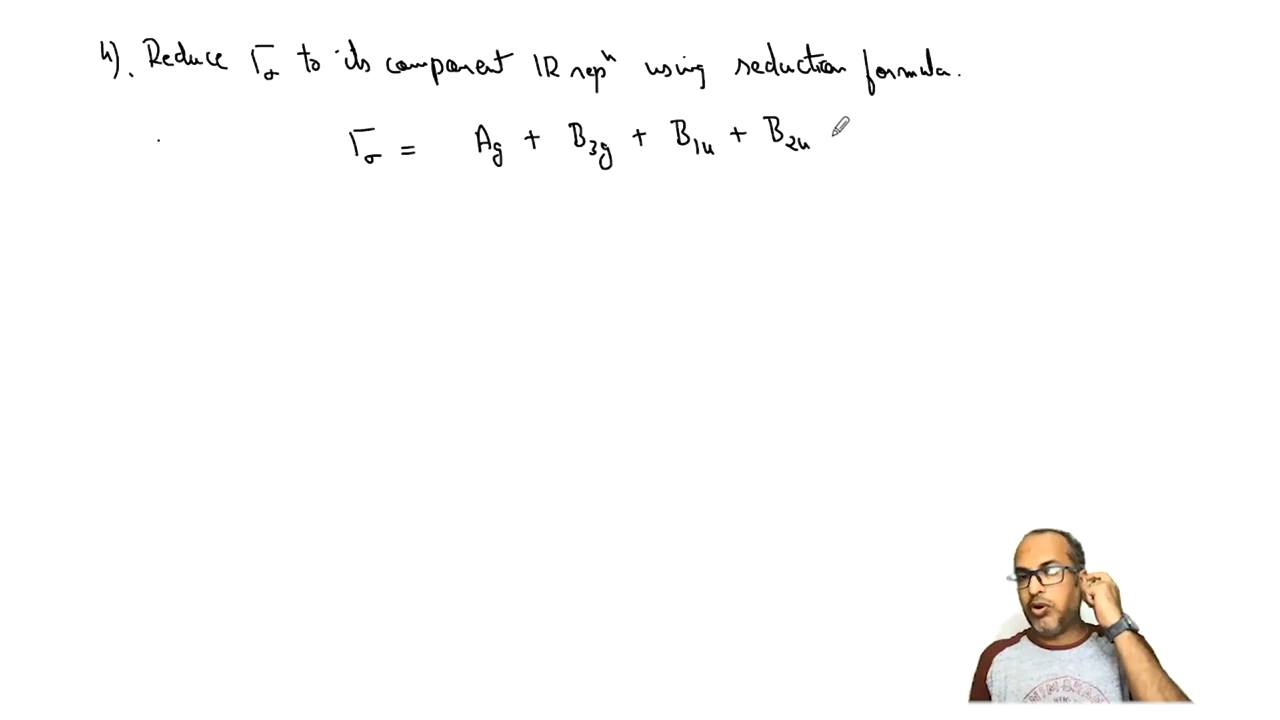 4). Reduce Γσ to its component IR repⁿ using reduction formula.
Γσ = Ag + B3g + B1u + B2u